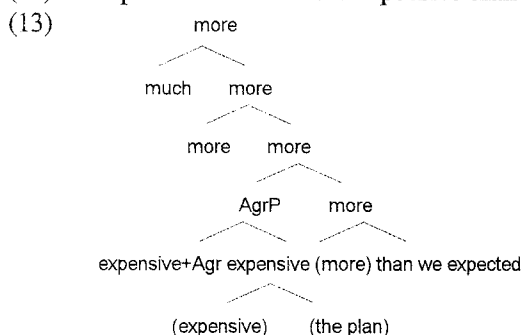 (13) more
much more
more more
AgrP more
expensive+Agr expensive (more) than we expected
(expensive) (the plan)